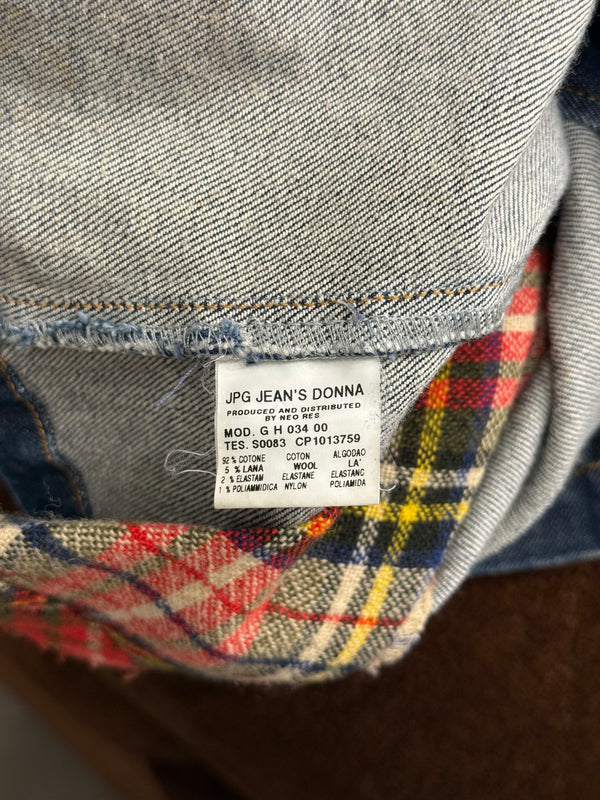 JPG JEAN'S DONNA
PRODUCED AND DISTRIBUTED
BY NEO RES
MOD. G H 034 00
TES. S0083 CP1013759
92 % COTONE COTON ALGODAO
5 % LANA WOOL LA'
2 % ELASTAM ELASTANE ELASTANG
1 % POLIAMMIDICA NYLON POLIAMIDA